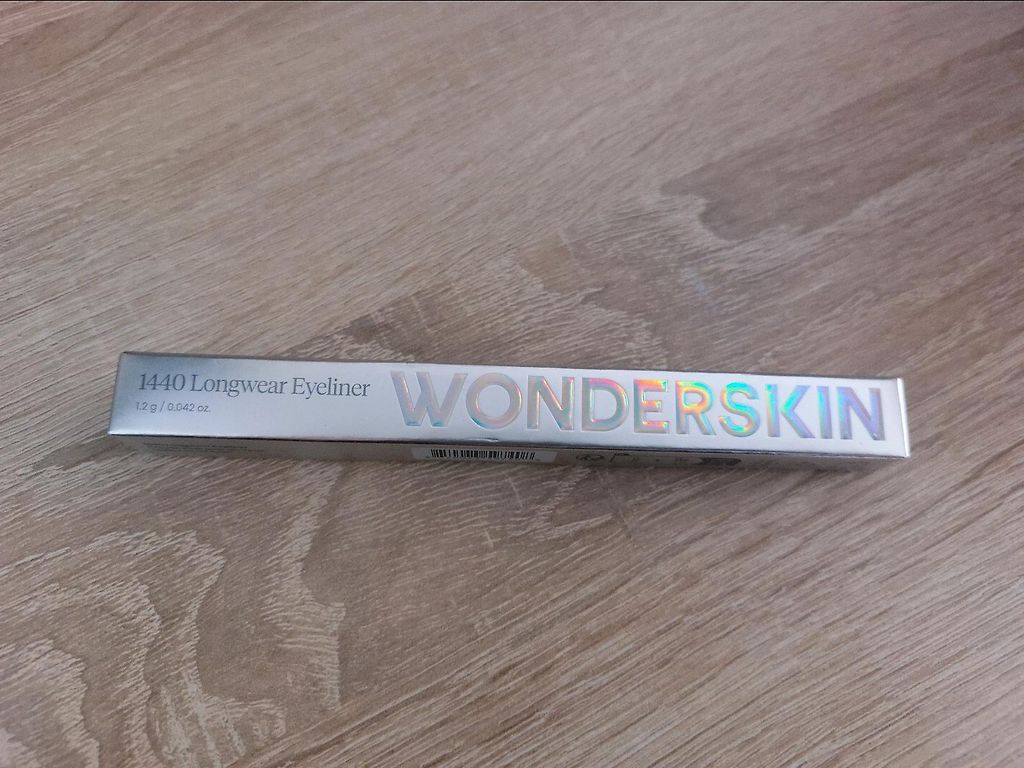 1440 Longwear Eyeliner
1.2 g / 0.042 oz.
WONDERSKIN